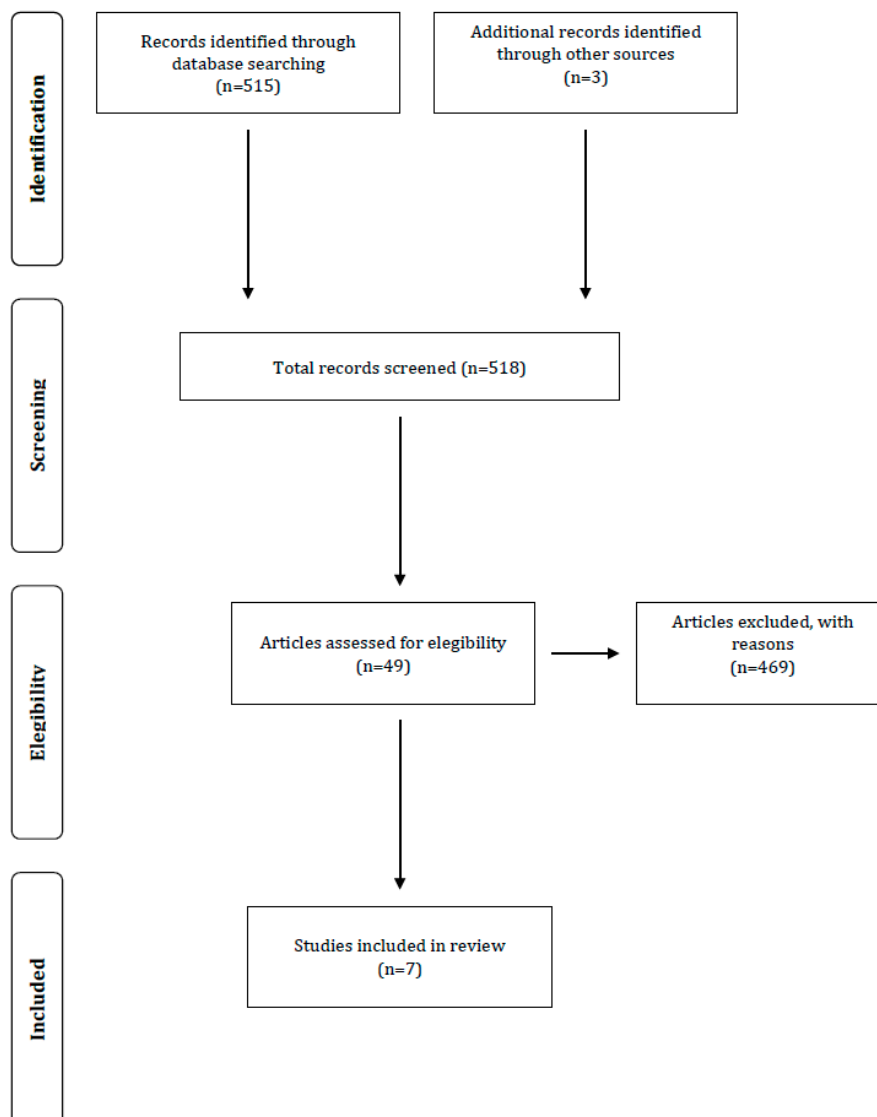 Identification
Records identified through
database searching
(n=515)
Additional records identified
through other sources
(n=3)
Screening
Total records screened (n=518)
Elegibility
Articles assessed for elegibility
(n=49)
Articles excluded, with
reasons
(n=469)
Included
Studies included in review
(n=7)